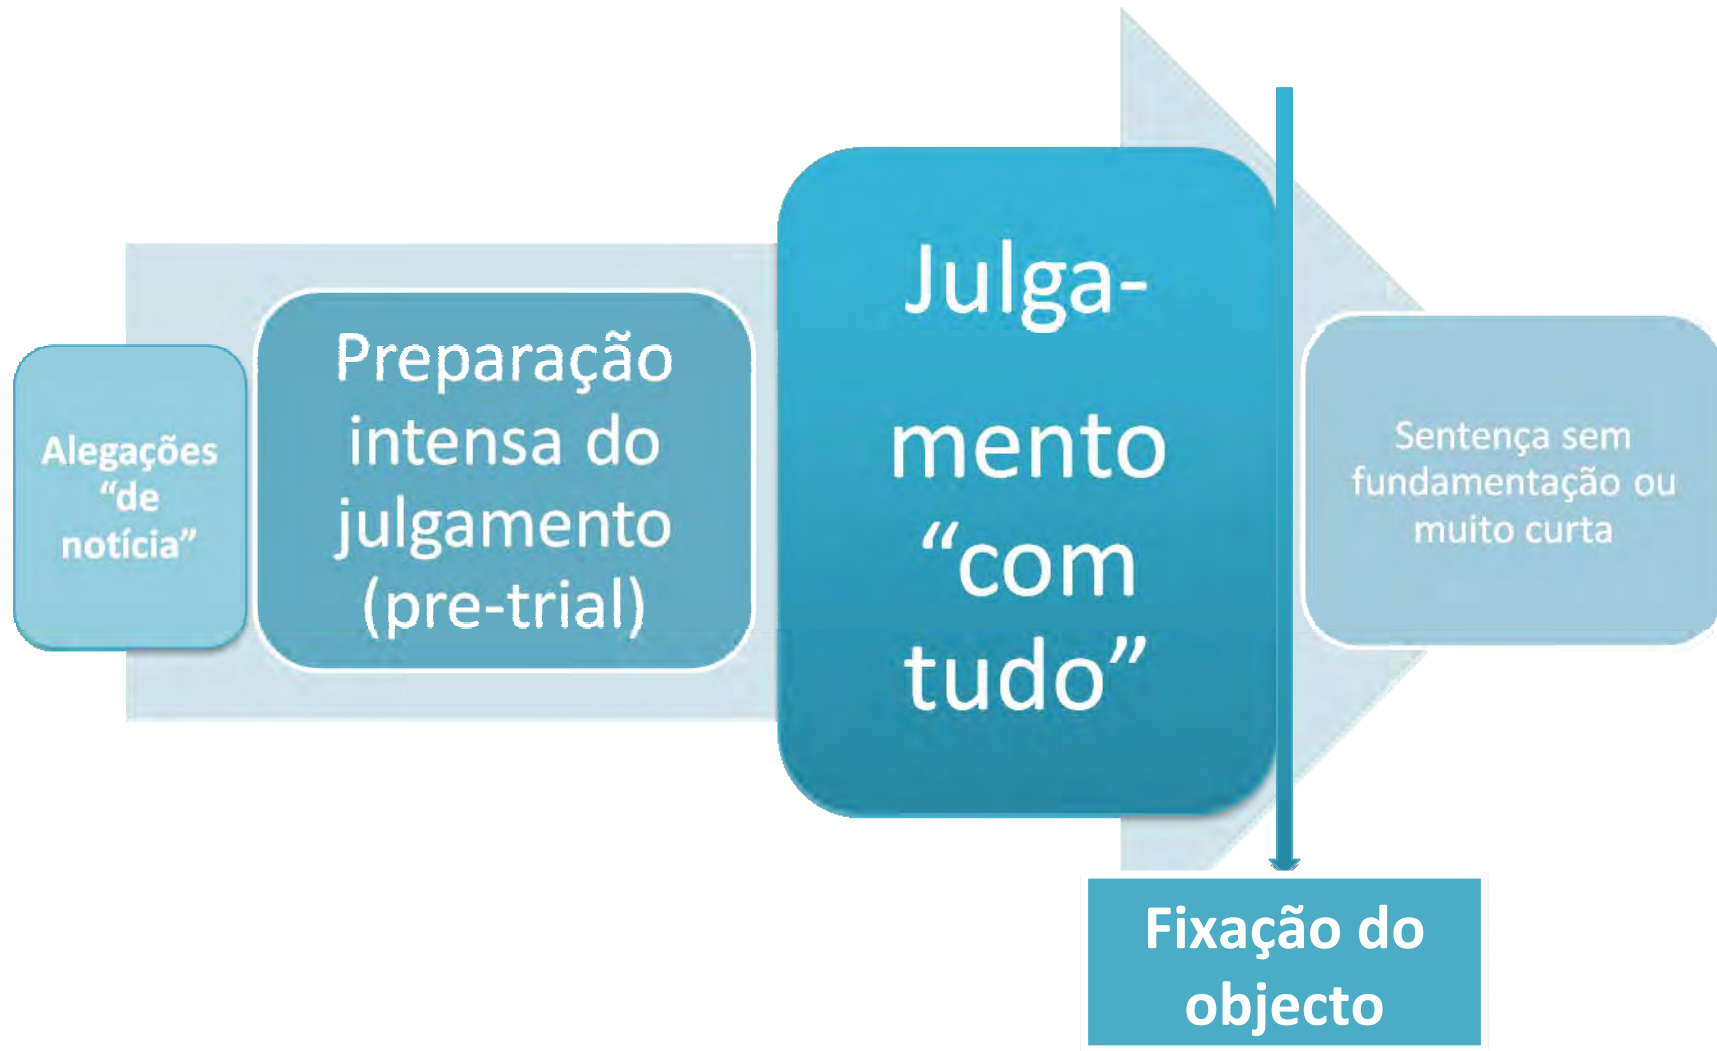 Alegações
“de
notícia”
Preparação
intensa do
julgamento
(pre-trial)
Julga-
mento
“com
tudo”
Sentença sem
fundamentação ou
muito curta
Fixação do
objecto